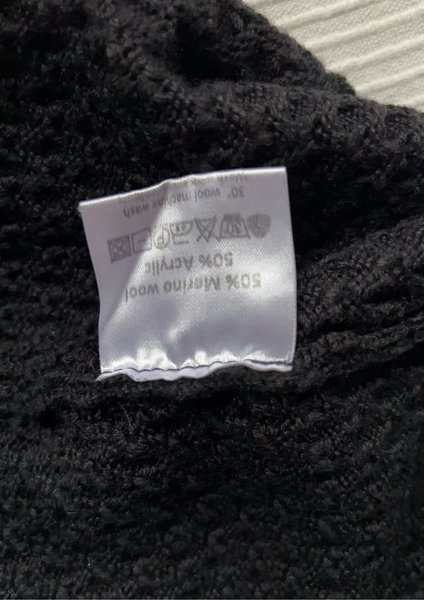 50% Merino wool
50% Acrylic
30° wool machine wash